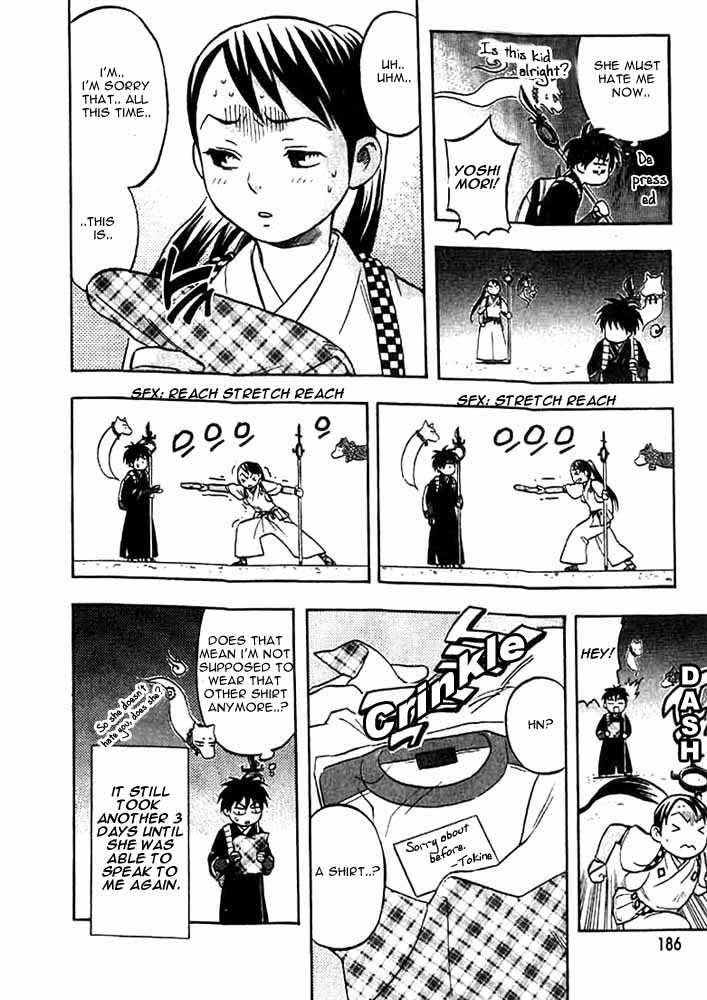 SHE MUST
HATE ME
NOW..
Is this kid
alright?
De
press
ed
YOSHI
MORI!
UH..
UHM..
I'M..
I'M SORRY
THAT.. ALL
THIS TIME..
..THIS
IS..
SFX: STRETCH REACH
SFX: REACH STRETCH REACH
HEY!
DASH
Crinkle
HN?
Sorry about
before.
-Tokine
A SHIRT..?
DOES THAT
MEAN I'M NOT
SUPPOSED TO
WEAR THAT
OTHER SHIRT
ANYMORE..?
So she doesn't
hate you, does she?
IT STILL
TOOK
ANOTHER 3
DAYS UNTIL
SHE WAS
ABLE TO
SPEAK TO
ME AGAIN.
186